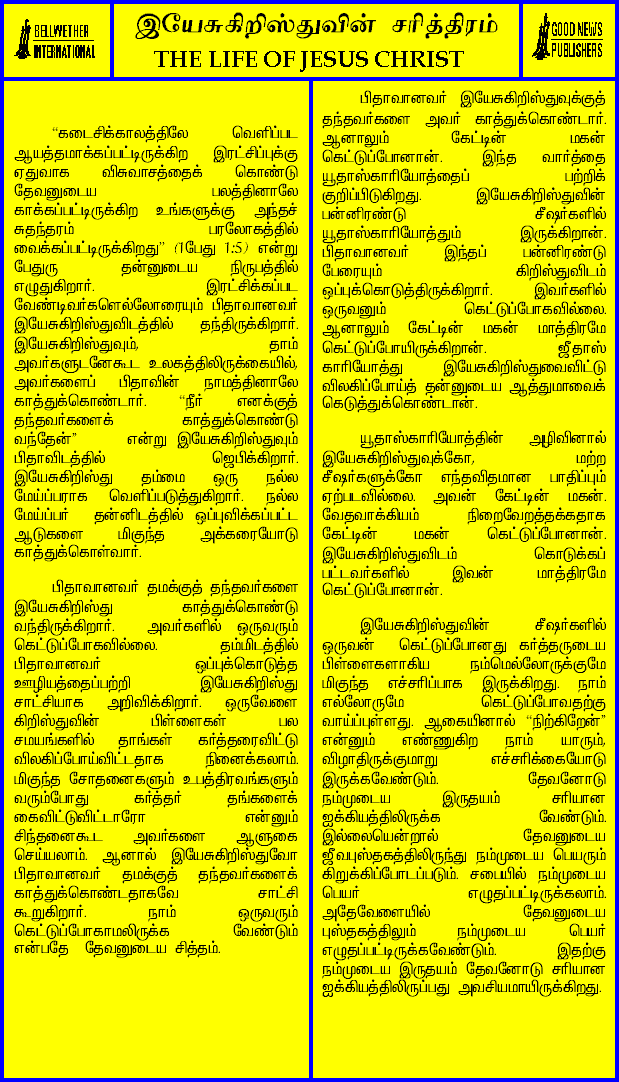 BELLWETHER
INTERNATIONAL
இயேசுகிறிஸ்துவின் சரித்திரம்
THE LIFE OF JESUS CHRIST
GOOD NEWS
PUBLISHERS
“கடைசிக்காலத்திலே வெளிப்பட
ஆயத்தமாக்கப்பட்டிருக்கிற இரட்சிப்புக்கு
ஏதுவாக விசுவாசத்தைக் கொண்டு
தேவனுடைய பலத்தினாலே
காக்கப்பட்டிருக்கிற உங்களுக்கு அந்தச்
சுதந்தரம் பரலோகத்தில்
வைக்கப்பட்டிருக்கிறது” (1பேது 1:5) என்று
பேதுரு தன்னுடைய நிருபத்தில்
எழுதுகிறார். இரட்சிக்கப்பட
வேண்டிவர்களெல்லோரையும் பிதாவானவர்
இயேசுகிறிஸ்துவிடத்தில் தந்திருக்கிறார்.
இயேசுகிறிஸ்துவும், தாம்
அவர்களுடனேகூட உலகத்திலிருக்கையில்,
அவர்களைப் பிதாவின் நாமத்தினாலே
காத்துக்கொண்டார். “நீர் எனக்குத்
தந்தவர்களைக் காத்துக்கொண்டு
வந்தேன்” என்று இயேசுகிறிஸ்துவும்
பிதாவிடத்தில் ஜெபிக்கிறார்.
இயேசுகிறிஸ்து தம்மை ஒரு நல்ல
மேய்ப்பராக வெளிப்படுத்துகிறார். நல்ல
மேய்ப்பர் தன்னிடத்தில் ஒப்புவிக்கப்பட்ட
ஆடுகளை மிகுந்த அக்கரையோடு
காத்துக்கொள்வார்.
பிதாவானவர் தமக்குத் தந்தவர்களை
இயேசுகிறிஸ்து காத்துக்கொண்டு
வந்திருக்கிறார். அவர்களில் ஒருவரும்
கெட்டுப்போகவில்லை. தம்மிடத்தில்
பிதாவானவர் ஒப்புக்கொடுத்த
ஊழியத்தைப்பற்றி இயேசுகிறிஸ்து
சாட்சியாக அறிவிக்கிறார். ஒருவேளை
கிறிஸ்துவின் பிள்ளைகள் பல
சமயங்களில் தாங்கள் கர்த்தரைவிட்டு
விலகிப்போய்விட்டதாக நினைக்கலாம்.
மிகுந்த சோதனைகளும் உபத்திரவங்களும்
வரும்போது கர்த்தர் தங்களைக்
கைவிட்டுவிட்டாரோ என்னும்
சிந்தனைகூட அவர்களை ஆளுகை
செய்யலாம். ஆனால் இயேசுகிறிஸ்துவோ
பிதாவானவர் தமக்குத் தந்தவர்களைக்
காத்துக்கொண்டதாகவே சாட்சி
கூறுகிறார். நாம் ஒருவரும்
கெட்டுப்போகாமலிருக்க வேண்டும்
என்பதே தேவனுடைய சித்தம்.
பிதாவானவர் இயேசுகிறிஸ்துவுக்குத்
தந்தவர்களை அவர் காத்துக்கொண்டார்.
ஆனாலும் கேட்டின் மகன்
கெட்டுப்போனான். இந்த வார்த்தை
யூதாஸ்காரியோத்தைப் பற்றிக்
குறிப்பிடுகிறது. இயேசுகிறிஸ்துவின்
பன்னிரண்டு சீஷர்களில்
யூதாஸ்காரியோத்தும் இருக்கிறான்.
பிதாவானவர் இந்தப் பன்னிரண்டு
பேரையும் கிறிஸ்துவிடம்
ஒப்புக்கொடுத்திருக்கிறார். இவர்களில்
ஒருவனும் கெட்டுப்போகவில்லை.
ஆனாலும் கேட்டின் மகன் மாத்திரமே
கெட்டுப்போயிருக்கிறான். ஜீதாஸ்
காரியோத்து இயேசுகிறிஸ்துவைவிட்டு
விலகிப்போய்த் தன்னுடைய ஆத்துமாவைக்
கெடுத்துக்கொண்டான்.
யூதாஸ்காரியோத்தின் அழிவினால்
இயேசுகிறிஸ்துவுக்கோ, மற்ற
சீஷர்களுக்கோ எந்தவிதமான பாதிப்பும்
ஏற்படவில்லை. அவன் கேட்டின் மகன்.
வேதவாக்கியம் நிறைவேறத்தக்கதாக
கேட்டின் மகன் கெட்டுப்போனான்.
இயேசுகிறிஸ்துவிடம் கொடுக்கப்
பட்டவர்களில் இவன் மாத்திரமே
கெட்டுப்போனான்.
இயேசுகிறிஸ்துவின் சீஷர்களில்
ஒருவன் கெட்டுப்போனது கர்த்தருடைய
பிள்ளைகளாகிய நம்மெல்லோருக்குமே
மிகுந்த எச்சரிப்பாக இருக்கிறது. நாம்
எல்லோருமே கெட்டுப்போவதற்கு
வாய்ப்புள்ளது. ஆகையினால் “நிற்கிறேன்”
என்னும் எண்ணுகிற நாம் யாரும்,
விழாதிருக்குமாறு எச்சரிக்கையோடு
இருக்கவேண்டும். தேவனோடு
நம்முடைய இருதயம் சரியான
ஐக்கியத்திலிருக்க வேண்டும்.
இல்லையென்றால் தேவனுடைய
ஜீவபுஸ்தகத்திலிருந்து நம்முடைய பெயரும்
கிறுக்கிப்போடப்படும். சபையில் நம்முடைய
பெயர் எழுதப்பட்டிருக்கலாம்.
அதேவேளையில் தேவனுடைய
புஸ்தகத்திலும் நம்முடைய பெயர்
எழுதப்பட்டிருக்கவேண்டும். இதற்கு
நம்முடைய இருதயம் தேவனோடு சரியான
ஐக்கியத்திலிருப்பது அவசியமாயிருக்கிறது.